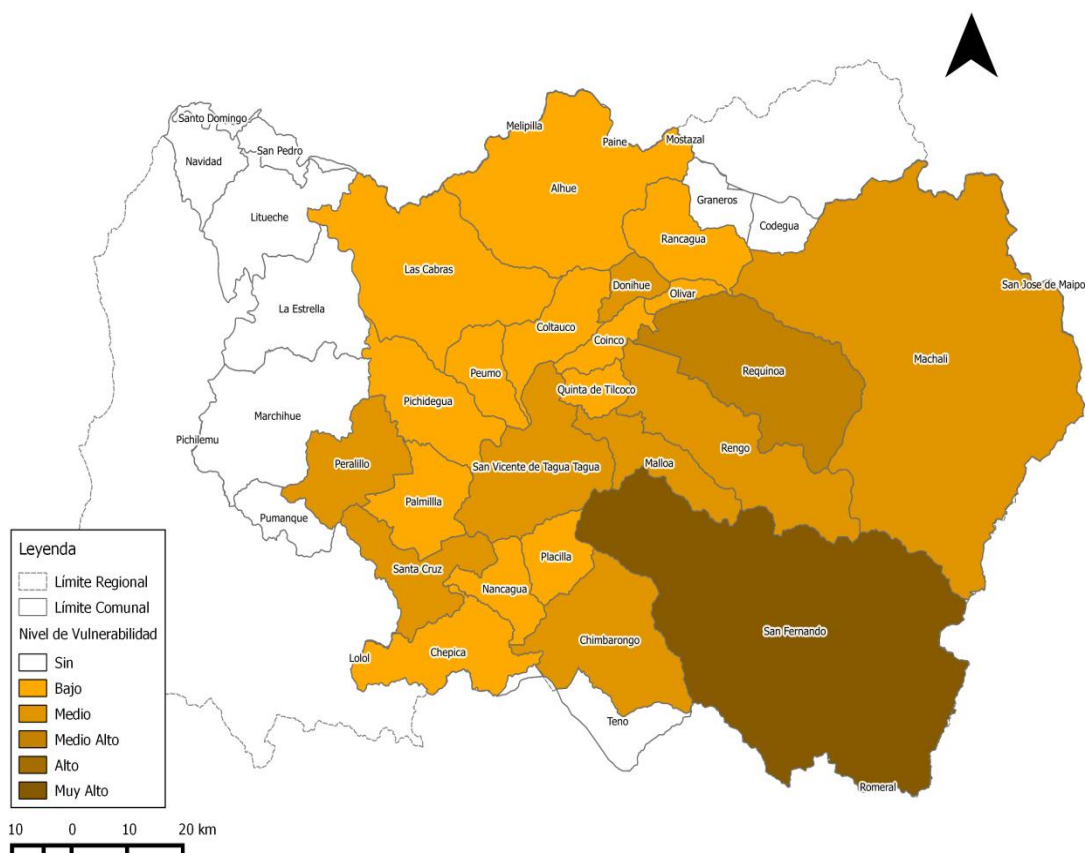 Santo Domingo
Navidad
San Pedro
Litueche
La Estrella
Marchihue
Pichilemu
Pumanque
Melipilla
Paine
Mostazal
Alhue
Graneros
Codegua
Rancagua
Las Cabras
Donihue
Olivar
San Jose de Maipo
Coltauco
Coinco
Machali
Peumo
Requinoa
Quinta de Tilcoco
Pichidegua
Rengo
Peralillo
San Vicente de Tagua Tagua
Malloa
Palmillla
Placilla
Santa Cruz
Nancagua
San Fernando
Chimbarongo
Lolol
Chepica
Teno
Romeral
Leyenda
Límite Regional
Límite Comunal
Nivel de Vulnerabilidad
Sin
Bajo
Medio
Medio Alto
Alto
Muy Alto
10 0 10 20 km